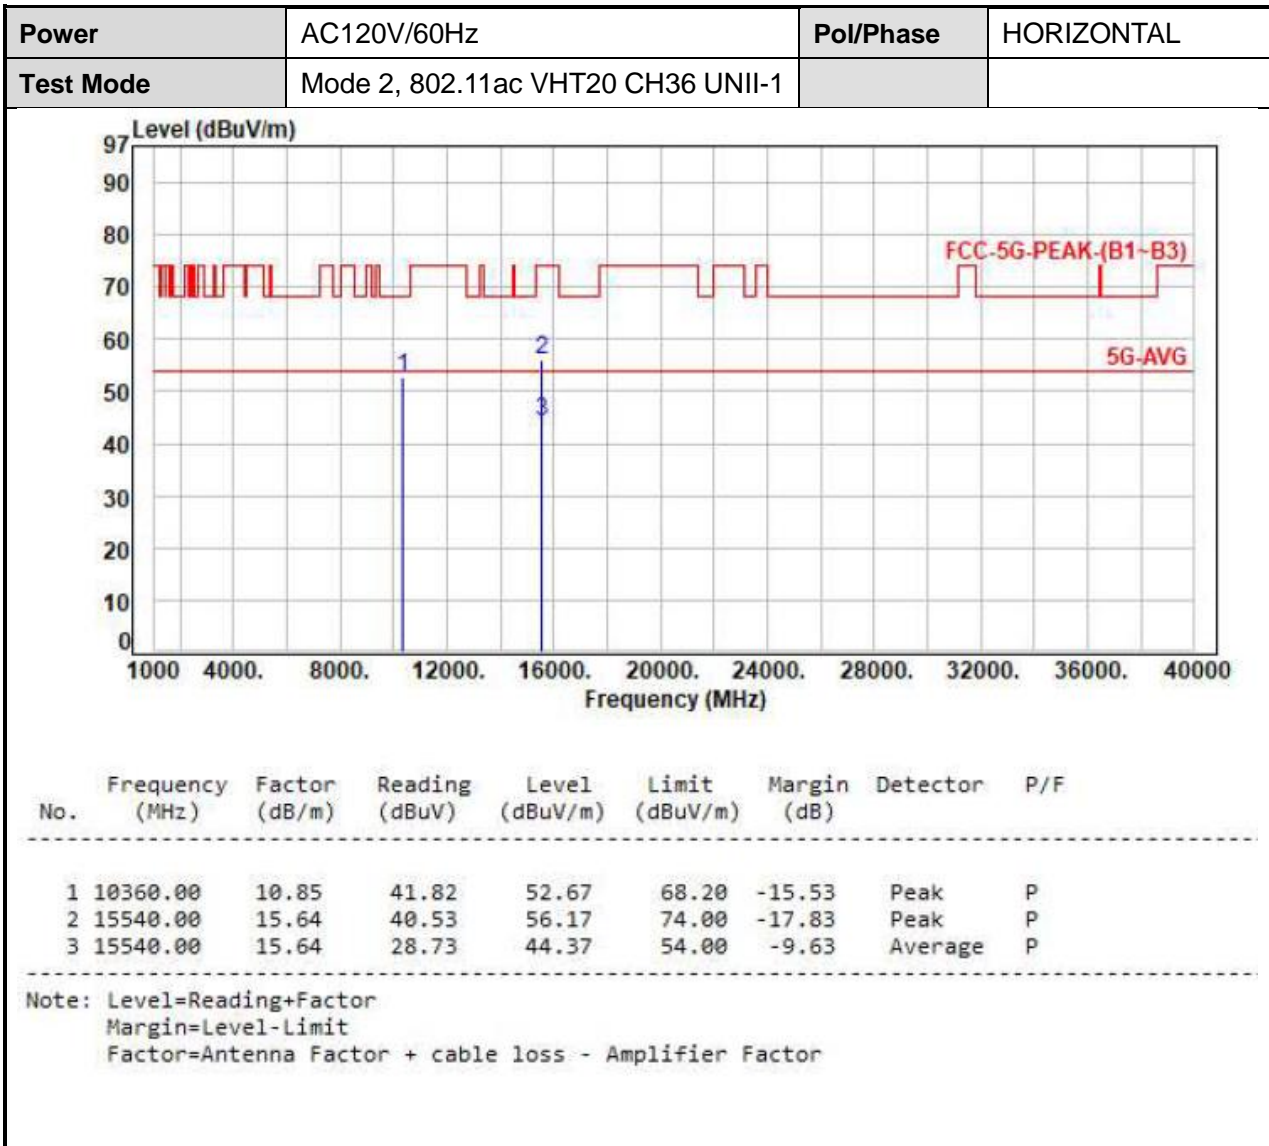 Power AC120V/60Hz Pol/Phase HORIZONTAL
Test Mode Mode 2, 802.11ac VHT20 CH36 UNII-1
Level (dBuV/m)
97
90
80
FCC-5G-PEAK-(B1~B3)
70
60
1 2
5G-AVG
50
3
40
30
20
10
0
1000 4000. 8000. 12000. 16000. 20000. 24000. 28000. 32000. 36000. 40000
Frequency (MHz)
Frequency Factor Reading Level Limit Margin Detector P/F
No. (MHz) (dB/m) (dBuV) (dBuV/m) (dBuV/m) (dB)
1 10360.00 10.85 41.82 52.67 68.20 -15.53 Peak P
2 15540.00 15.64 40.53 56.17 74.00 -17.83 Peak P
3 15540.00 15.64 28.73 44.37 54.00 -9.63 Average P
Note: Level=Reading+Factor
Margin=Level-Limit
Factor=Antenna Factor + cable loss - Amplifier Factor